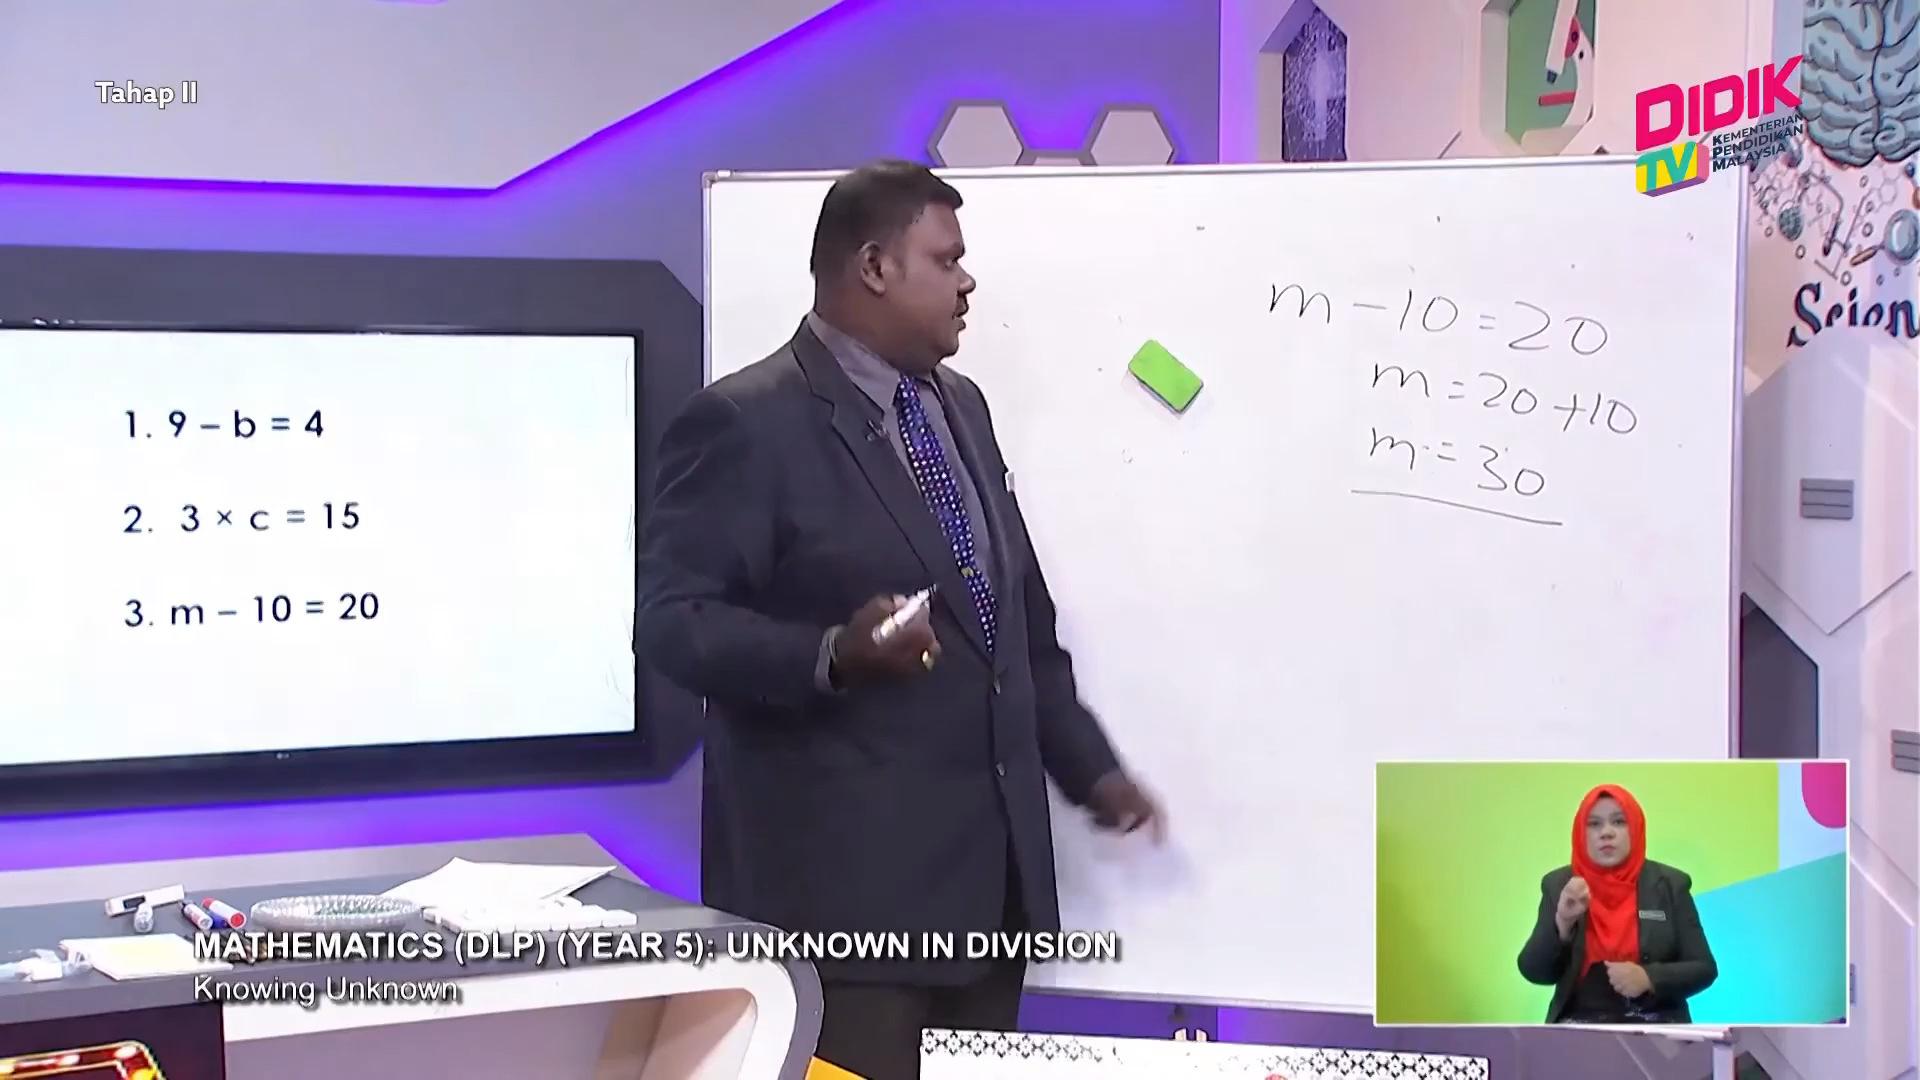 Tahap II
DIDIK
TV
KEMENTERIAN
PENDIDIKAN
MALAYSIA
Scien
1. 9 – b = 4
2. 3 × c = 15
3. m – 10 = 20
m – 10 = 20
m = 20 + 10
m = 30
MATHEMATICS (DLP) (YEAR 5): UNKNOWN IN DIVISION
Knowing Unknown